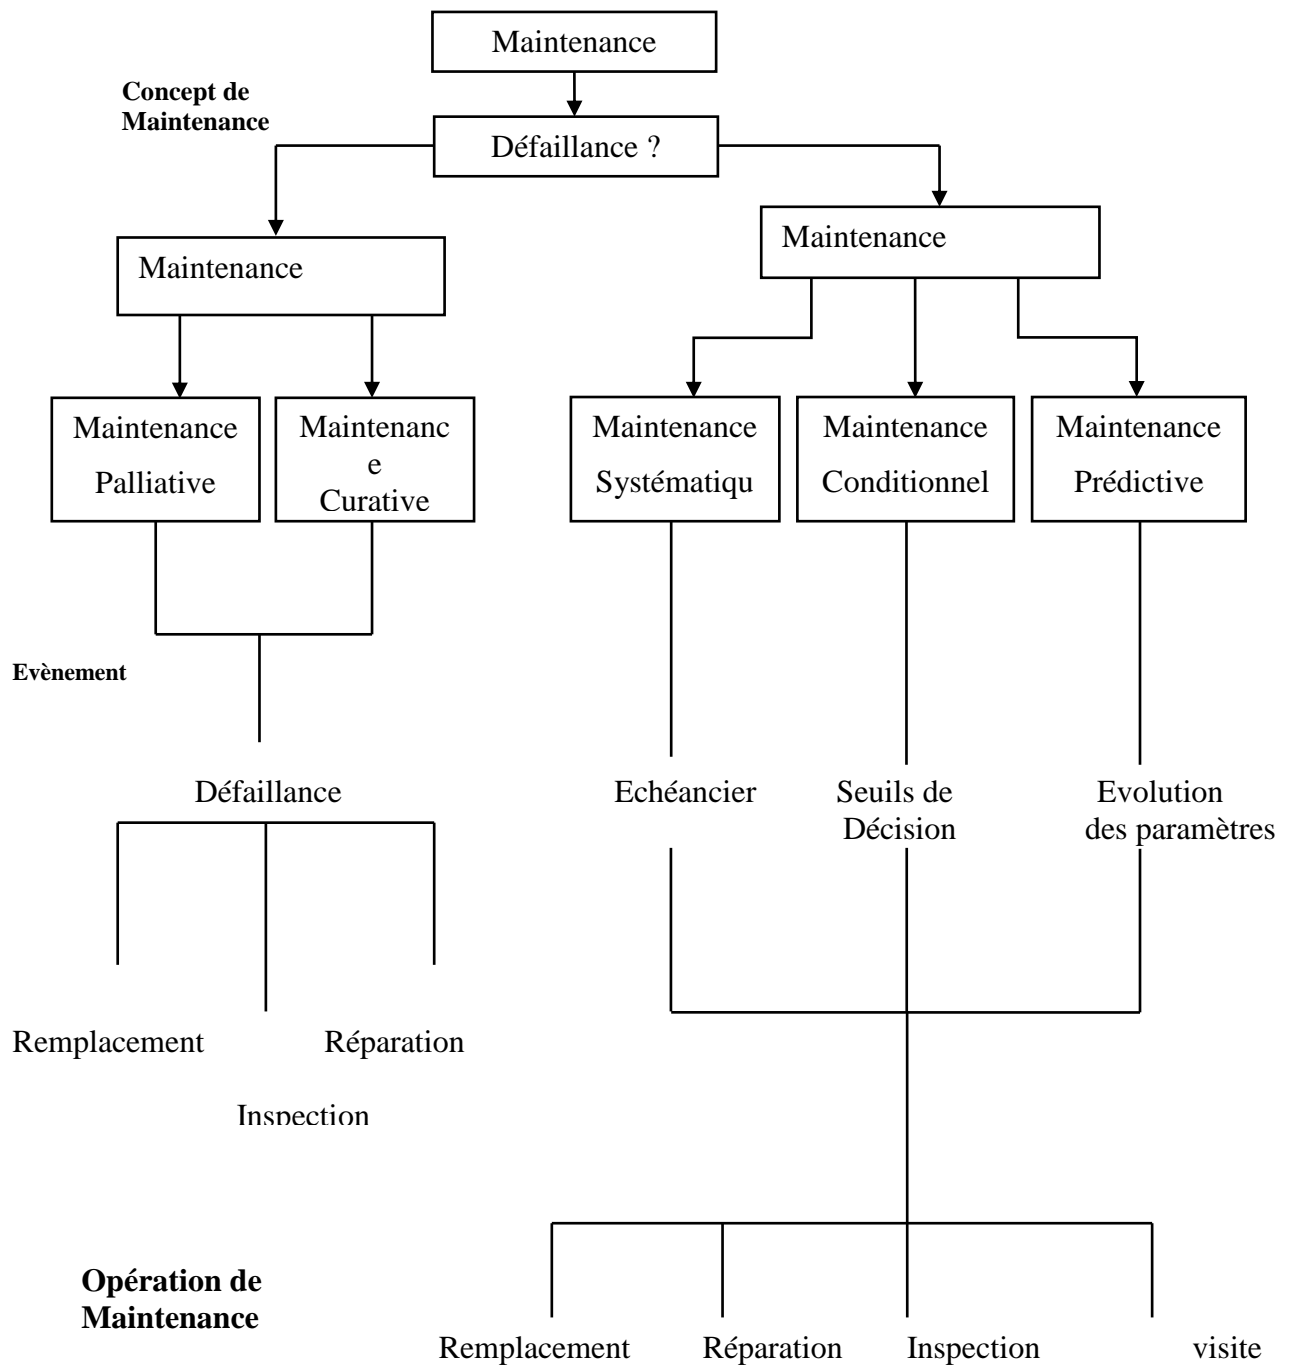 Maintenance
Concept de
Maintenance
Défaillance ?
Maintenance
Maintenance
Maintenance
Palliative
Maintenanc
e
Curative
Maintenance
Systématiqu
Maintenance
Conditionnel
Maintenance
Prédictive
Evènement
Défaillance
Echéancier
Seuils de
Décision
Evolution
des paramètres
Remplacement
Réparation
Inspection
Opération de
Maintenance
Remplacement
Réparation
Inspection
visite